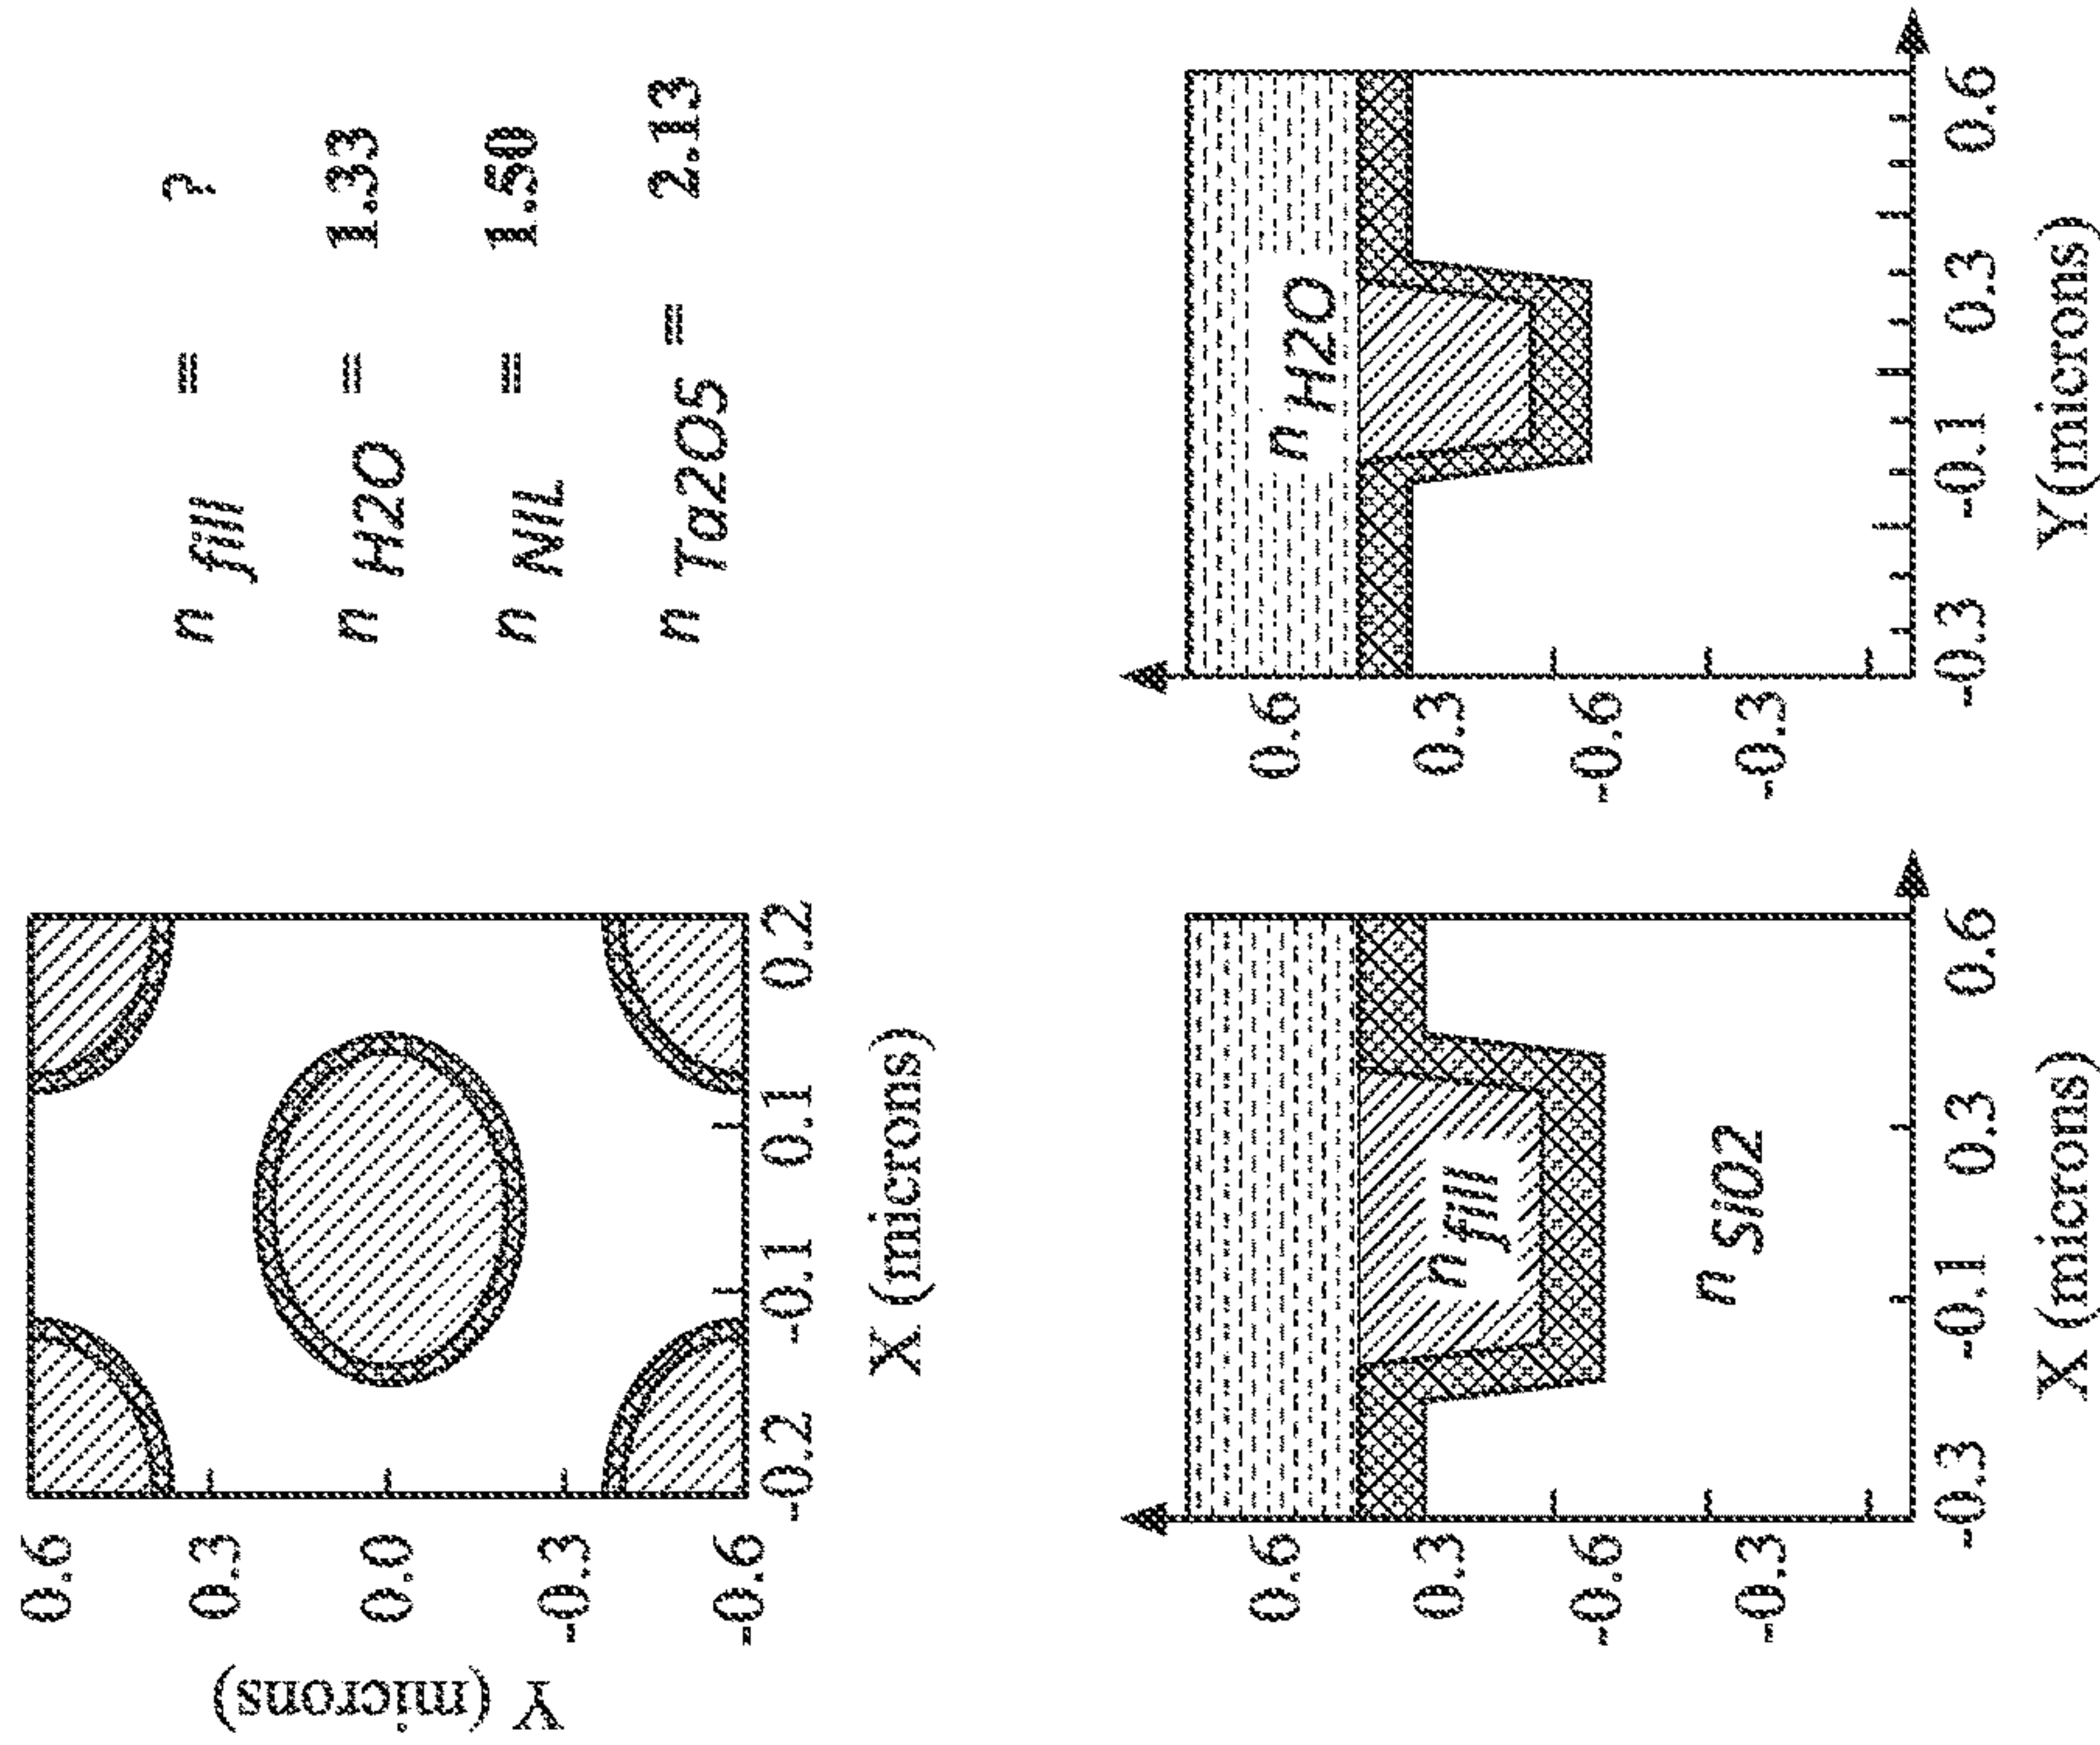 Y (microns)
0.6
0.3
0.0
-0.3
-0.6
-0.2 -0.1 0.1 0.2
X (microns)
n fill = ?
n H2O = 1.33
n NIL = 1.50
n Ta2O5 = 2.13
0.6
0.3
-0.6
-0.3
n fill
n SiO2
-0.3 -0.1 0.3 0.6
X (microns)
0.6
0.3
-0.6
-0.3
n H2O
-0.3 -0.1 0.3 0.6
Y(microns)